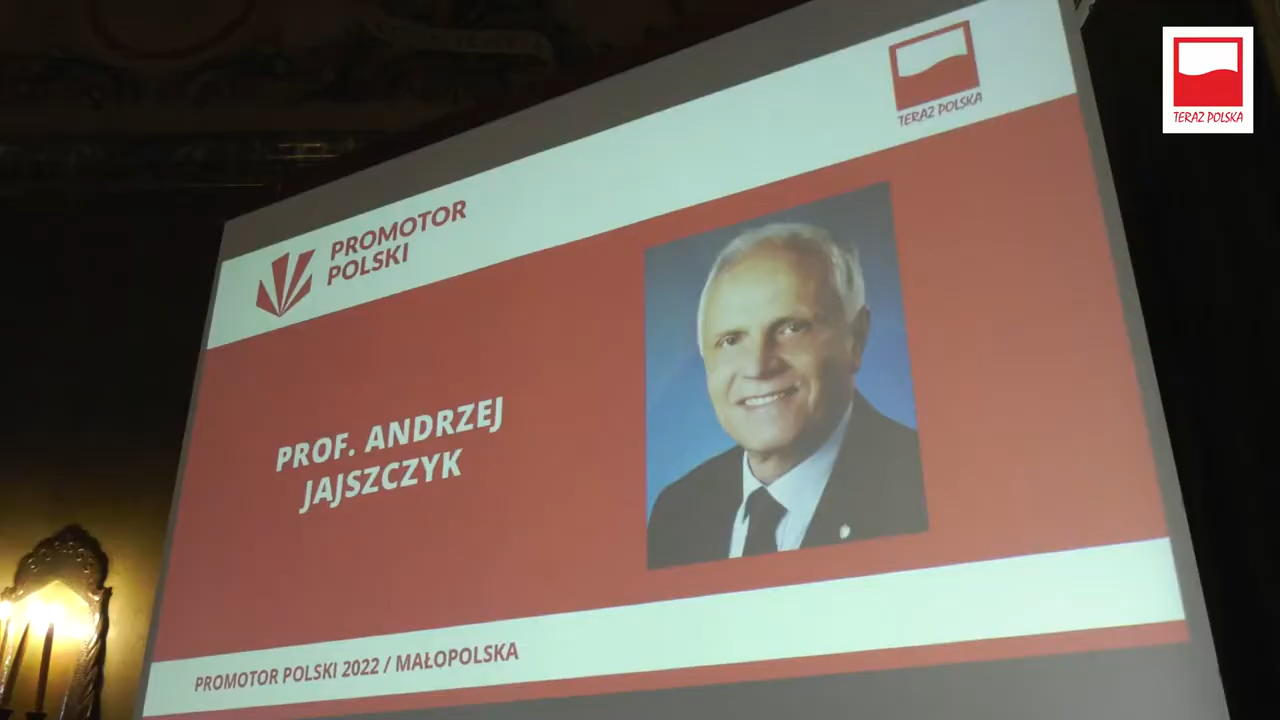 TERAZ POLSKA
TERAZ POLSKA
PROMOTOR
POLSKI
PROF. ANDRZEJ
JAJSZCZYK
PROMOTOR POLSKI 2022 / MAŁOPOLSKA